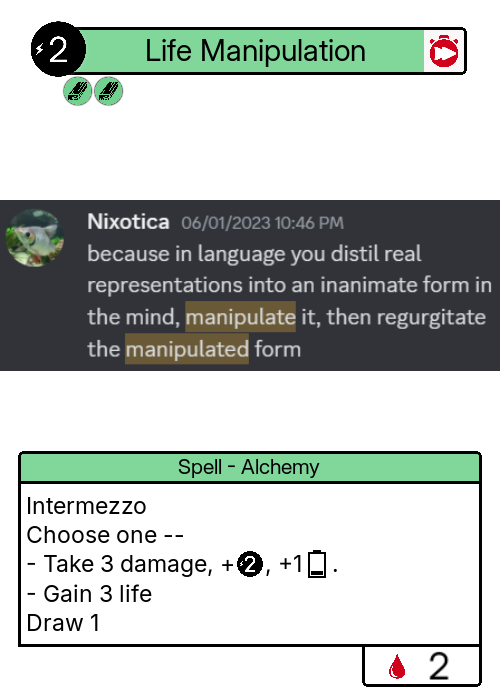 2 Life Manipulation
Nixotica 06/01/2023 10:46 PM
because in language you distil real
representations into an inanimate form in
the mind, manipulate it, then regurgitate
the manipulated form
Spell - Alchemy
Intermezzo
Choose one --
- Take 3 damage, +2, +1 .
- Gain 3 life
Draw 1
2